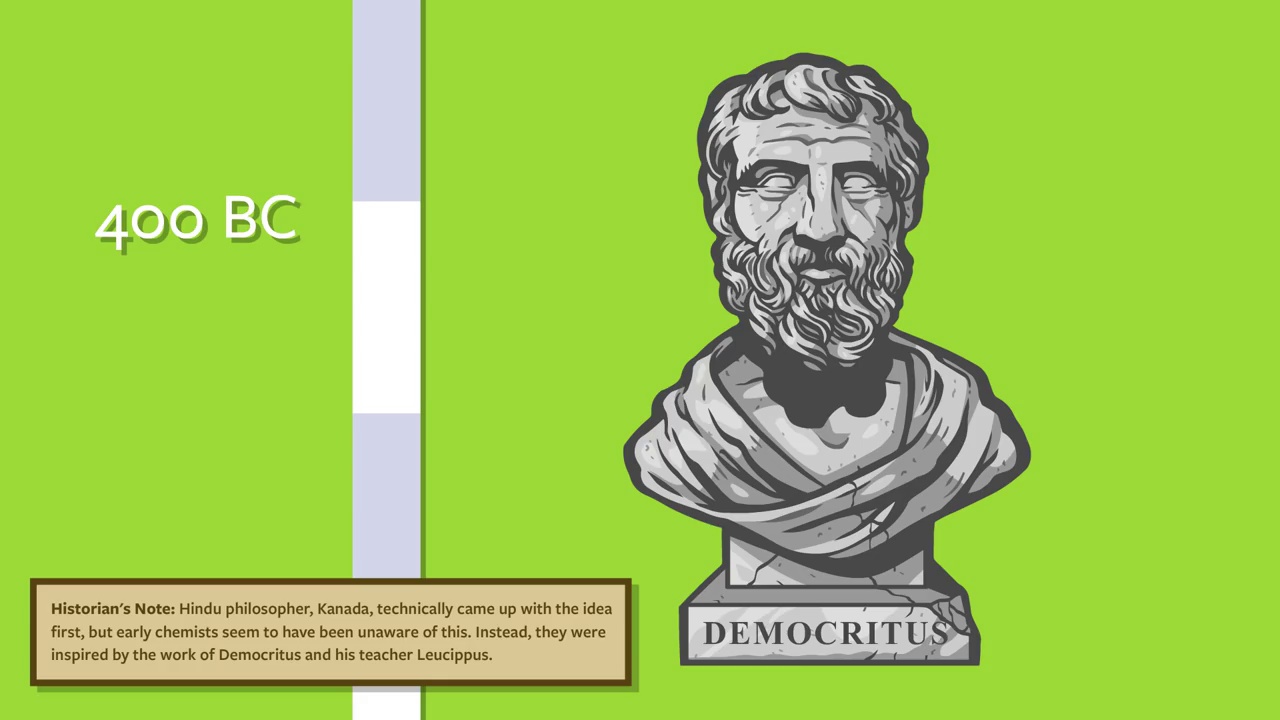 400 BC
Historian's Note: Hindu philosopher, Kanada, technically came up with the idea
first, but early chemists seem to have been unaware of this. Instead, they were
inspired by the work of Democritus and his teacher Leucippus.
DEMOCRITUS